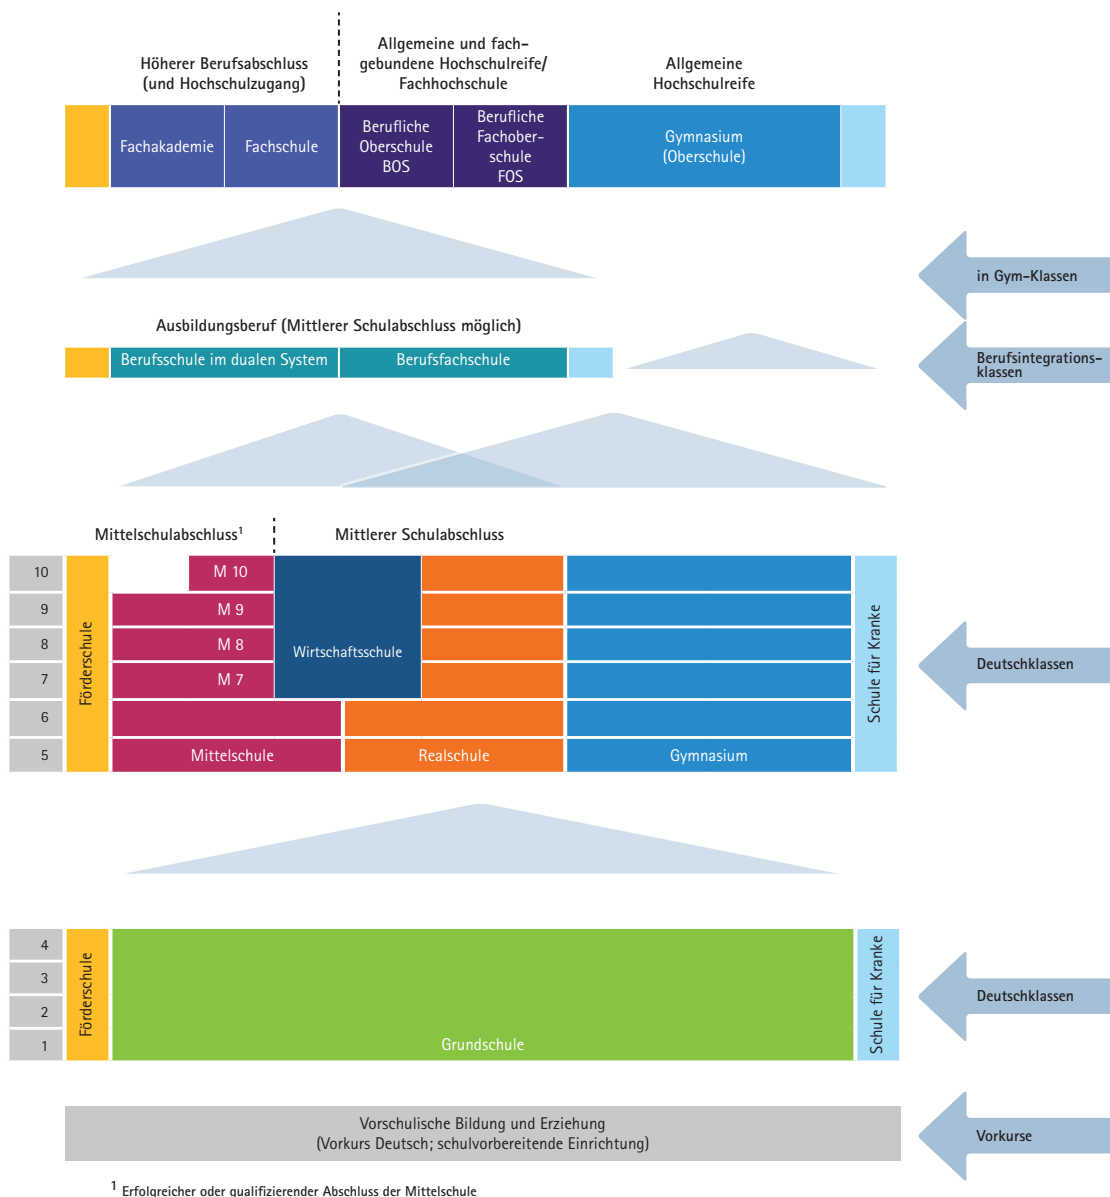 Höherer Berufsabschluss
(und Hochschulzugang)
Allgemeine und fach-
gebundene Hochschulreife/
Fachhochschule
Allgemeine
Hochschulreife
Fachakademie
Fachschule
Berufliche
Oberschule
BOS
Berufliche
Fachober-
schule
FOS
Gymnasium
(Oberschule)
in Gym-Klassen
Ausbildungsberuf (Mittlerer Schulabschluss möglich)
Berufsschule im dualen System
Berufsfachschule
Berufsintegrations-
klassen
Mittelschulabschluss¹
Mittlerer Schulabschluss
10
M 10
9
M 9
8
M 8
7
M 7
6
5
Förderschule
Wirtschaftsschule
Mittelschule
Realschule
Gymnasium
Schule für Kranke
Deutschklassen
4
3
2
1
Förderschule
Grundschule
Schule für Kranke
Deutschklassen
Vorschulische Bildung und Erziehung
(Vorkurs Deutsch; schulvorbereitende Einrichtung)
Vorkurse
¹ Erfolgreicher oder qualifizierender Abschluss der Mittelschule